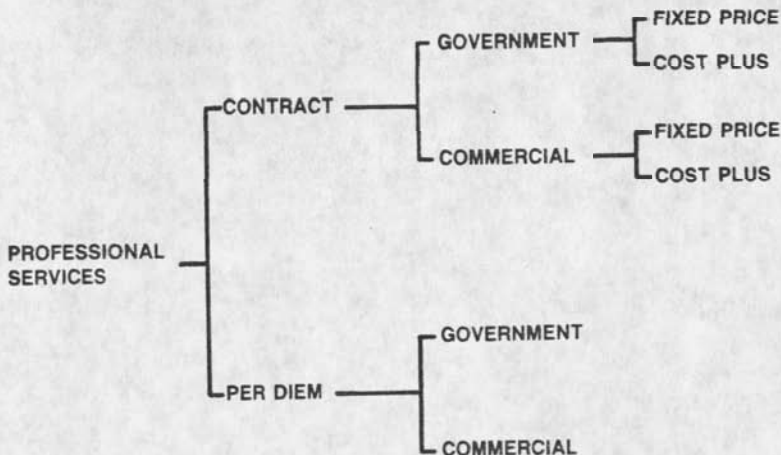 FIXED PRICE
GOVERNMENT
COST PLUS
CONTRACT
FIXED PRICE
COMMERCIAL
COST PLUS
PROFESSIONAL
SERVICES
GOVERNMENT
PER DIEM
COMMERCIAL